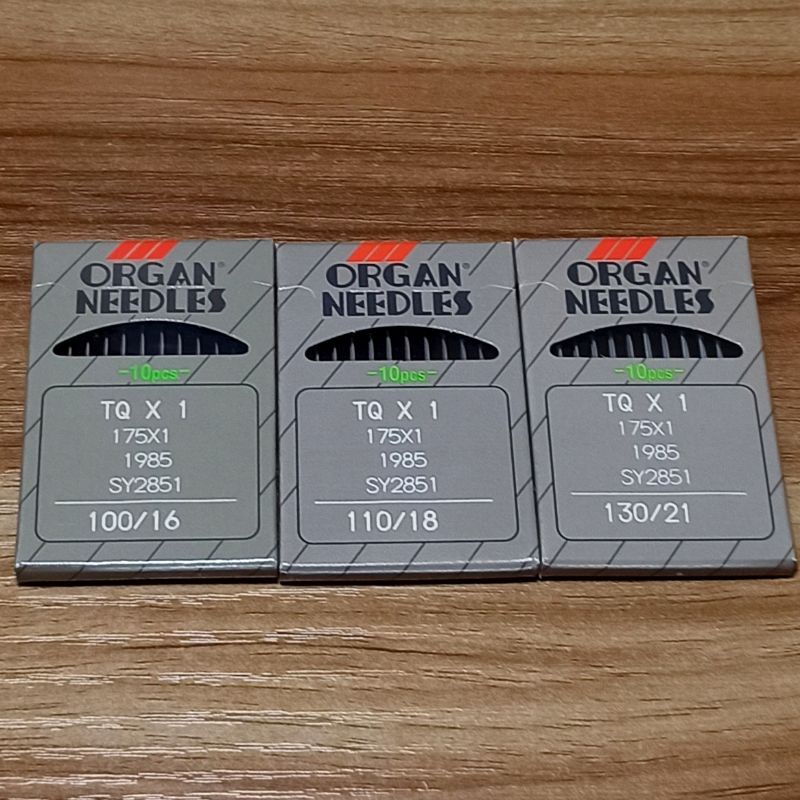 ORGAN®
NEEDLES
-10pcs-
TQ X 1
175X1
1985
SY2851
100/16
ORGAN®
NEEDLES
-10pcs-
TQ X 1
175X1
1985
SY2851
110/18
ORGAN®
NEEDLES
-10pcs-
TQ X 1
175X1
1985
SY2851
130/21